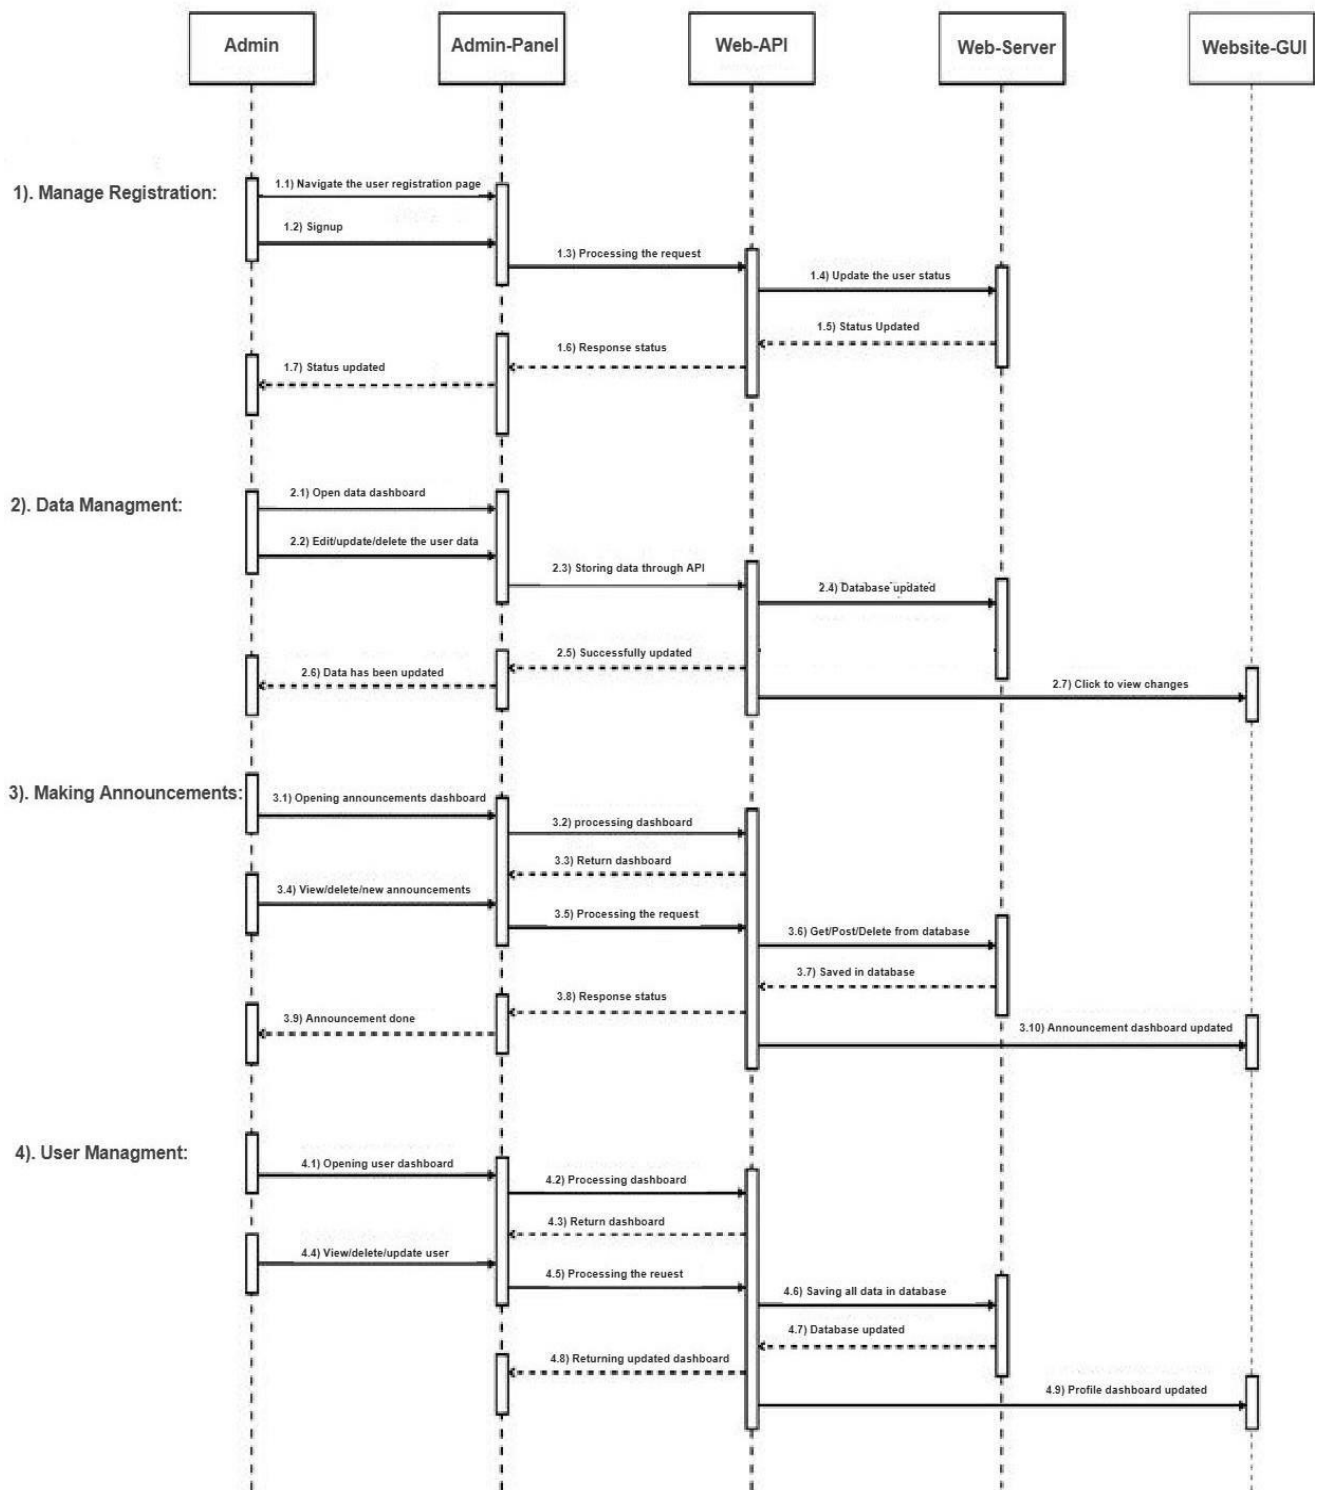 Admin
Admin-Panel
Web-API
Web-Server
Website-GUI
1). Manage Registration:
1.1) Navigate the user registration page
1.2) Signup
1.3) Processing the request
1.4) Update the user status
1.5) Status Updated
1.6) Response status
1.7) Status updated
2). Data Managment:
2.1) Open data dashboard
2.2) Edit/update/delete the user data
2.3) Storing data through API
2.4) Database updated
2.5) Successfully updated
2.6) Data has been updated
2.7) Click to view changes
3). Making Announcements:
3.1) Opening announcements dashboard
3.2) processing dashboard
3.3) Return dashboard
3.4) View/delete/new announcements
3.5) Processing the request
3.6) Get/Post/Delete from database
3.7) Saved in database
3.8) Response status
3.9) Announcement done
3.10) Announcement dashboard updated
4). User Managment:
4.1) Opening user dashboard
4.2) Processing dashboard
4.3) Return dashboard
4.4) View/delete/update user
4.5) Processing the reuest
4.6) Saving all data in database
4.7) Database updated
4.8) Returning updated dashboard
4.9) Profile dashboard updated